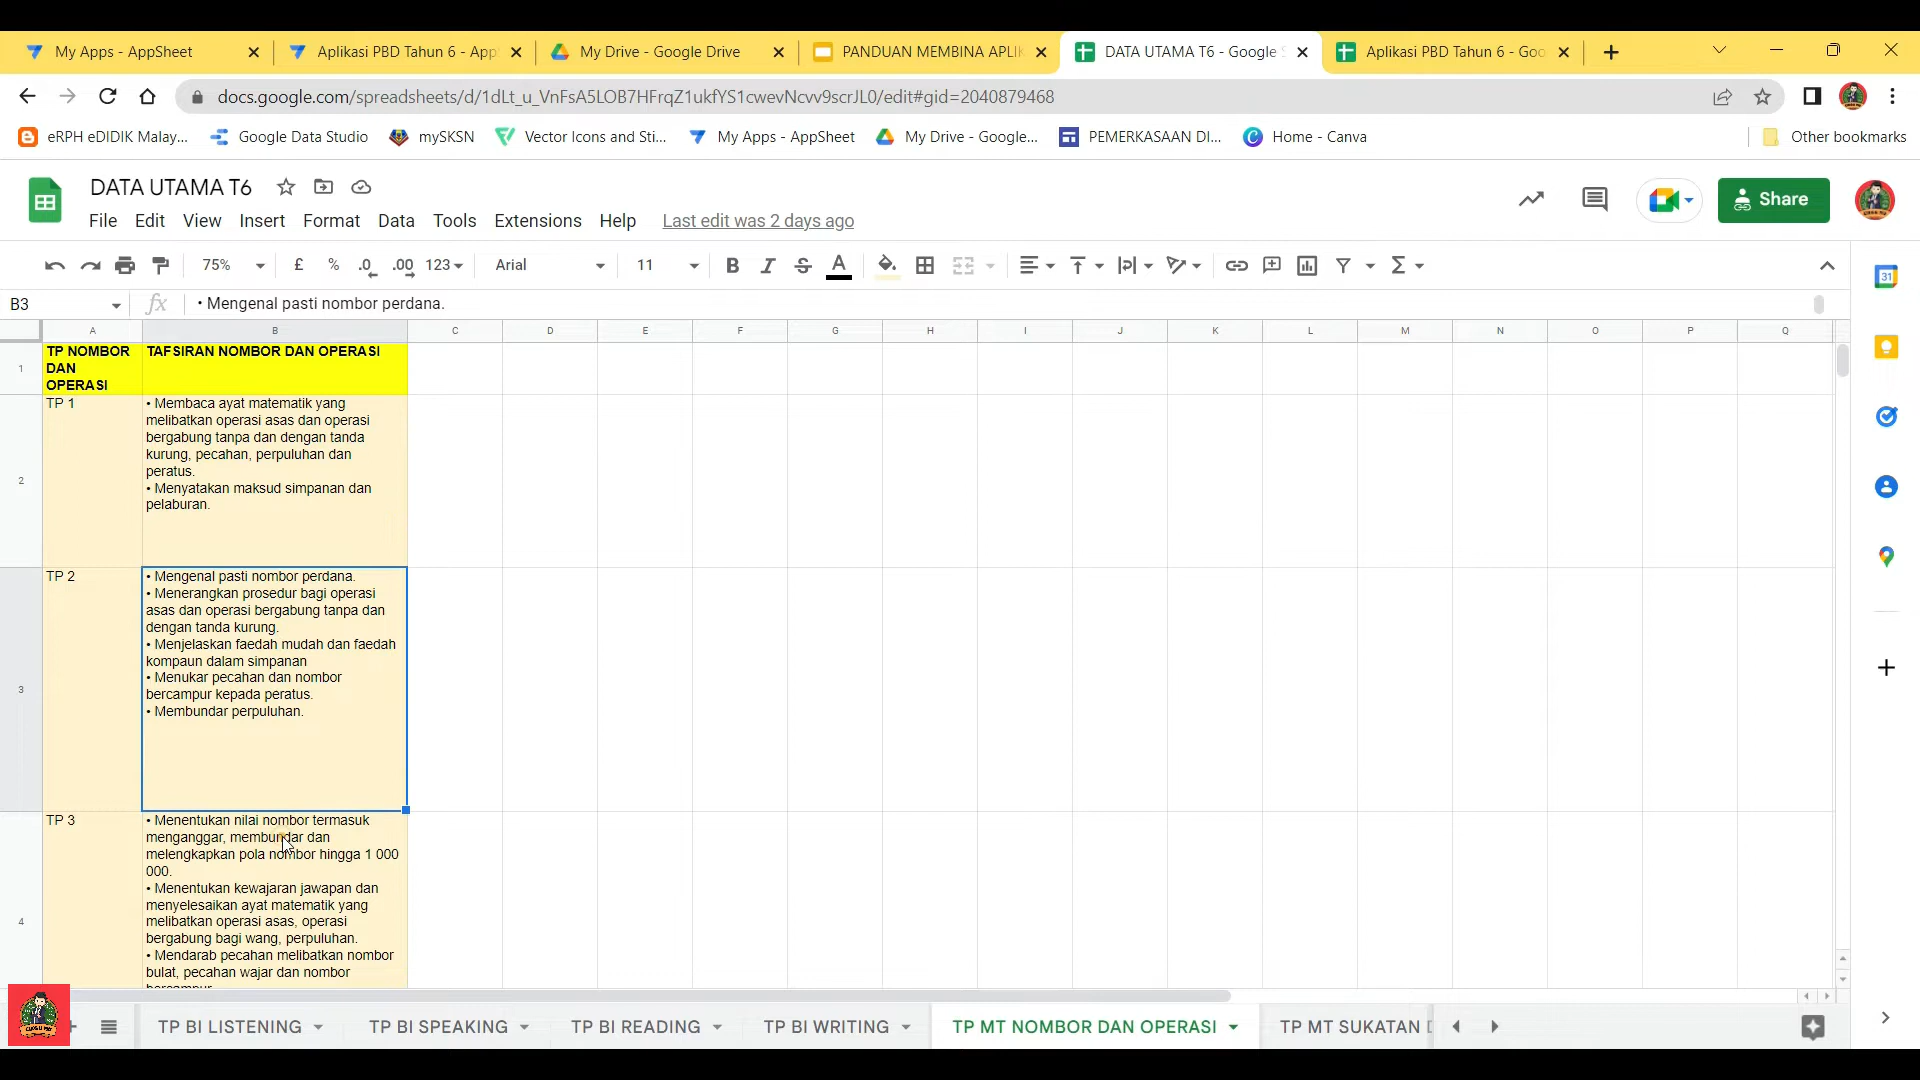 My Apps - AppSheet
Aplikasi PBD Tahun 6 - App
My Drive - Google Drive
PANDUAN MEMBINA APLIK
DATA UTAMA T6 - Google S
Aplikasi PBD Tahun 6 - Goo
docs.google.com/spreadsheets/d/1dLt_u_VnFsA5LOB7HFrqZ1ukfYS1cwevNcvv9scrJL0/edit#gid=2040879468
eRPH eDIDIK Malay...
Google Data Studio
mySKSN
Vector Icons and Sti...
My Apps - AppSheet
My Drive - Google...
PEMERKASAAN DI...
Home - Canva
Other bookmarks
DATA UTAMA T6
File Edit View Insert Format Data Tools Extensions Help Last edit was 2 days ago
Share
75% £ % .0 .00 123 Arial 11 B I S A
B3 fx • Mengenal pasti nombor perdana.
A B C D E F G H I J K L M N O P Q
1
TP NOMBOR
DAN
OPERASI
TAFSIRAN NOMBOR DAN OPERASI
2
TP 1
• Membaca ayat matematik yang
melibatkan operasi asas dan operasi
bergabung tanpa dan dengan tanda
kurung, pecahan, perpuluhan dan
peratus.
• Menyatakan maksud simpanan dan
pelaburan.
3
TP 2
• Mengenal pasti nombor perdana.
• Menerangkan prosedur bagi operasi
asas dan operasi bergabung tanpa dan
dengan tanda kurung.
• Menjelaskan faedah mudah dan faedah
kompaun dalam simpanan
• Menukar pecahan dan nombor
bercampur kepada peratus.
• Membundar perpuluhan.
4
TP 3
• Menentukan nilai nombor termasuk
menganggar, membundar dan
melengkapkan pola nombor hingga 1 000
000.
• Menentukan kewajaran jawapan dan
menyelesaikan ayat matematik yang
melibatkan operasi asas, operasi
bergabung bagi wang, perpuluhan.
• Mendarab pecahan melibatkan nombor
bulat, pecahan wajar dan nombor
TP BI LISTENING
TP BI SPEAKING
TP BI READING
TP BI WRITING
TP MT NOMBOR DAN OPERASI
TP MT SUKATAN